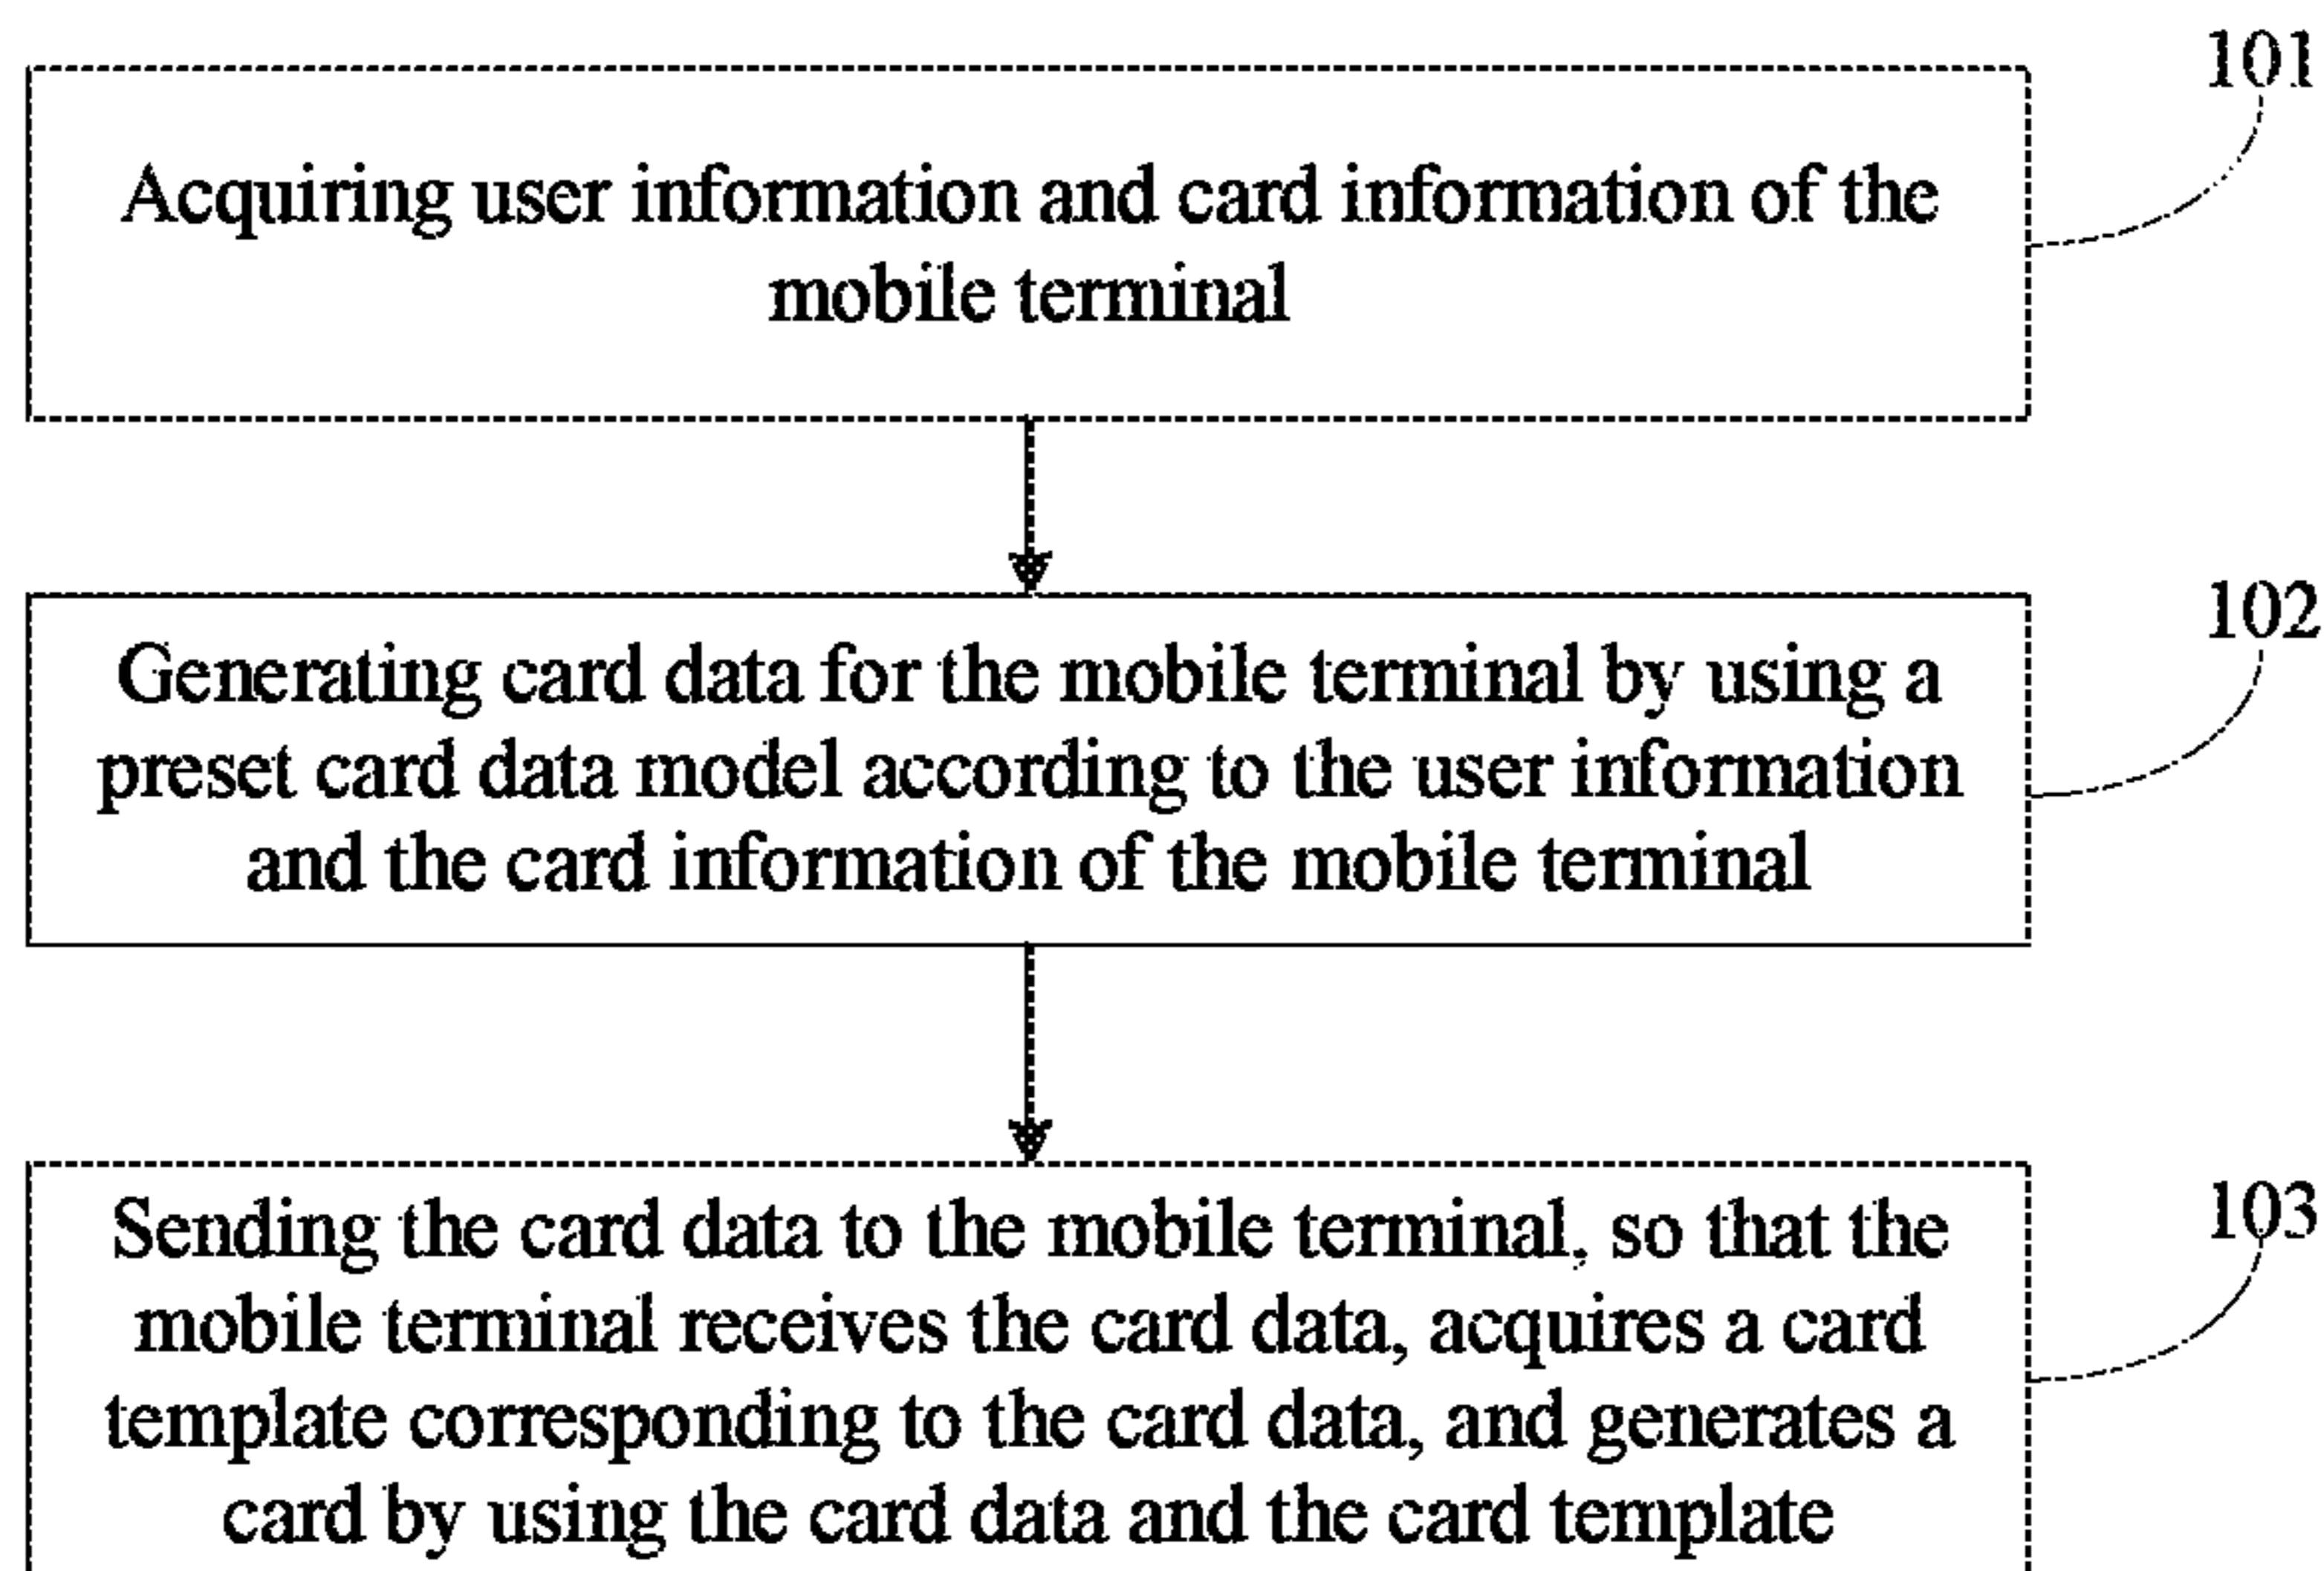 101
Acquiring user information and card information of the
mobile terminal
102
Generating card data for the mobile terminal by using a
preset card data model according to the user information
and the card information of the mobile terminal
103
Sending the card data to the mobile terminal, so that the
mobile terminal receives the card data, acquires a card
template corresponding to the card data, and generates a
card by using the card data and the card template